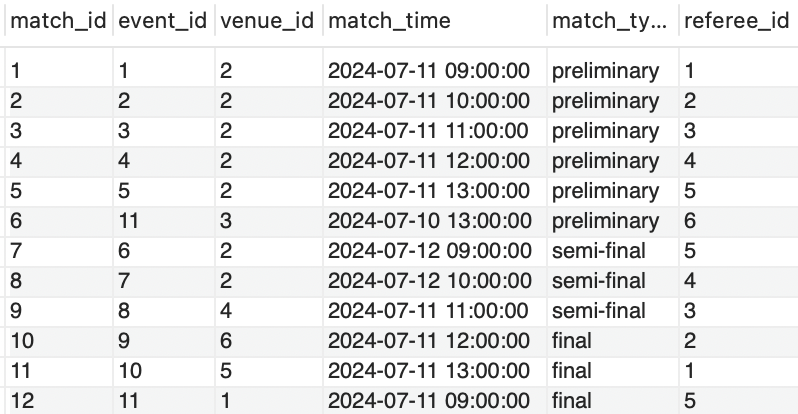 match_id event_id venue_id match_time match_ty... referee_id
1 1 2 2024-07-11 09:00:00 preliminary 1
2 2 2 2024-07-11 10:00:00 preliminary 2
3 3 2 2024-07-11 11:00:00 preliminary 3
4 4 2 2024-07-11 12:00:00 preliminary 4
5 5 2 2024-07-11 13:00:00 preliminary 5
6 11 3 2024-07-10 13:00:00 preliminary 6
7 6 2 2024-07-12 09:00:00 semi-final 5
8 7 2 2024-07-12 10:00:00 semi-final 4
9 8 4 2024-07-11 11:00:00 semi-final 3
10 9 6 2024-07-11 12:00:00 final 2
11 10 5 2024-07-11 13:00:00 final 1
12 11 1 2024-07-11 09:00:00 final 5